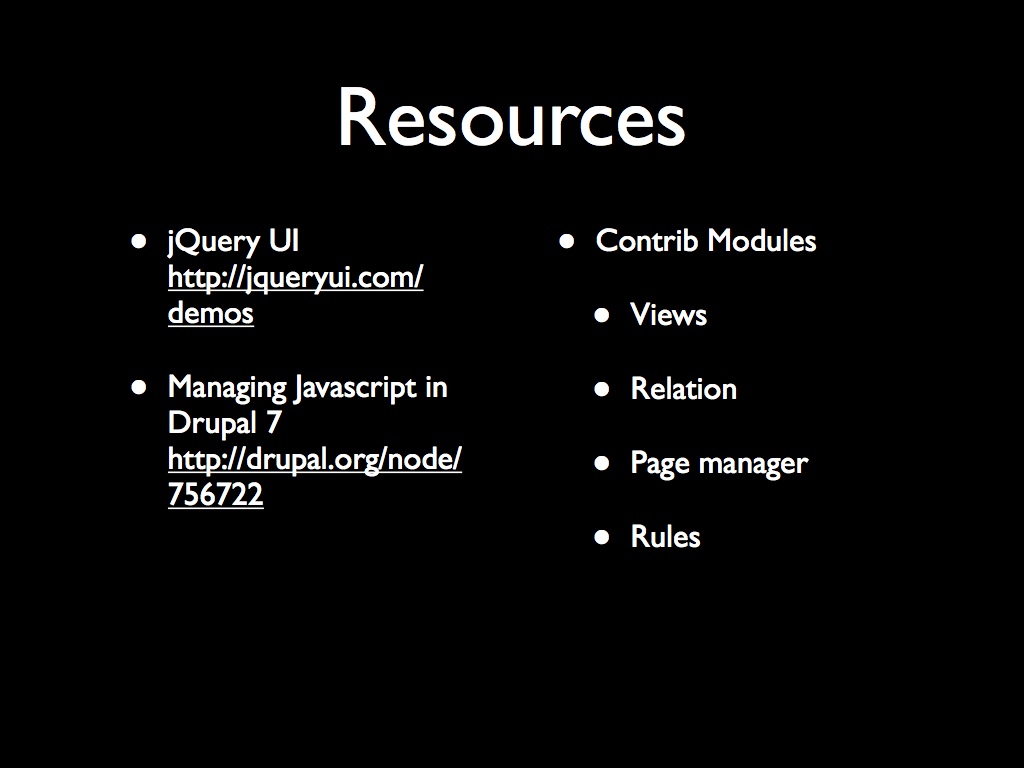 Resources
• jQuery UI
http://jqueryui.com/
demos
• Managing Javascript in
Drupal 7
http://drupal.org/node/
756722
• Contrib Modules
• Views
• Relation
• Page manager
• Rules